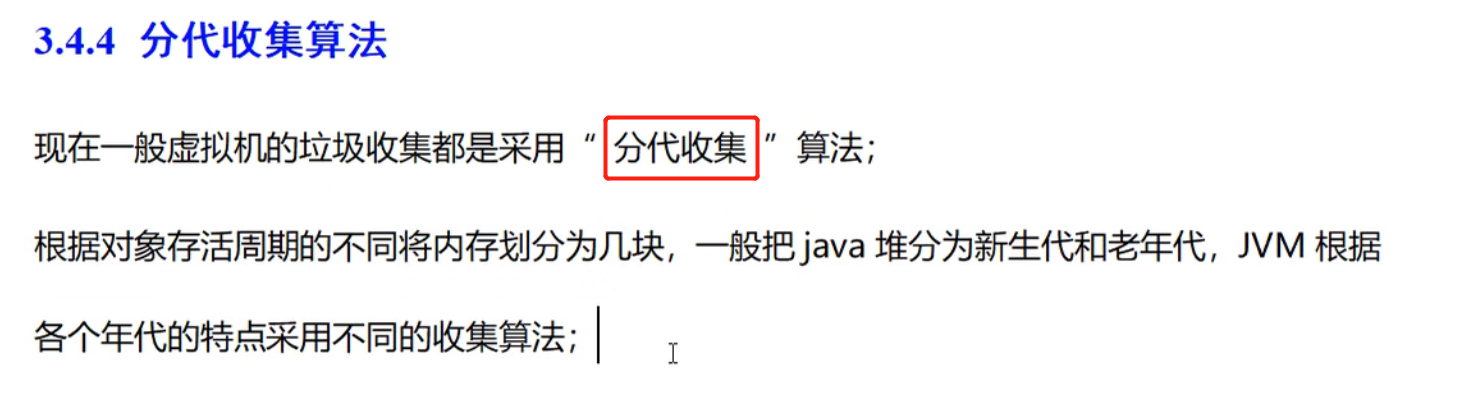 3.4.4 分代收集算法
现在一般虚拟机的垃圾收集都是采用“分代收集”算法；
根据对象存活周期的不同将内存划分为几块，一般把 java 堆分为新生代和老年代，JVM 根据
各个年代的特点采用不同的收集算法；